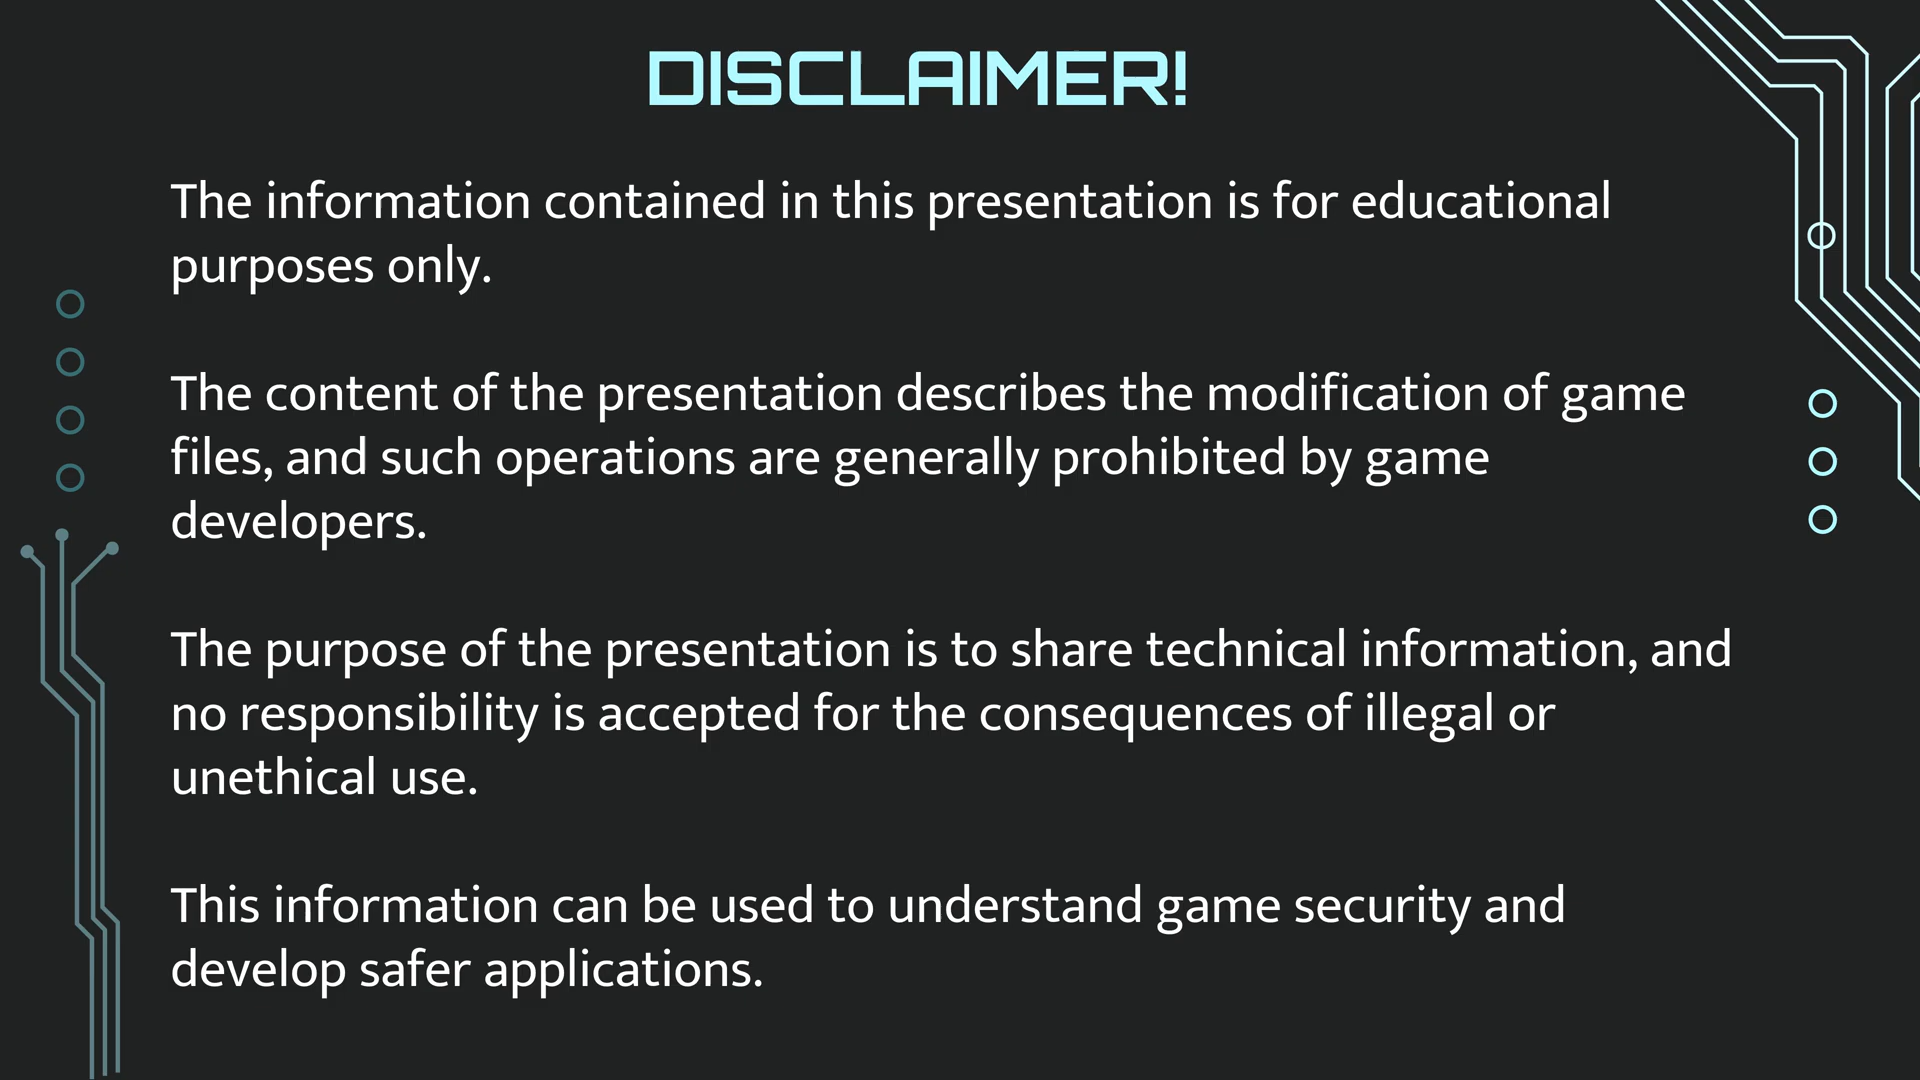 DISCLAIMER!
The information contained in this presentation is for educational
purposes only.
The content of the presentation describes the modification of game
files, and such operations are generally prohibited by game
developers.
The purpose of the presentation is to share technical information, and
no responsibility is accepted for the consequences of illegal or
unethical use.
This information can be used to understand game security and
develop safer applications.